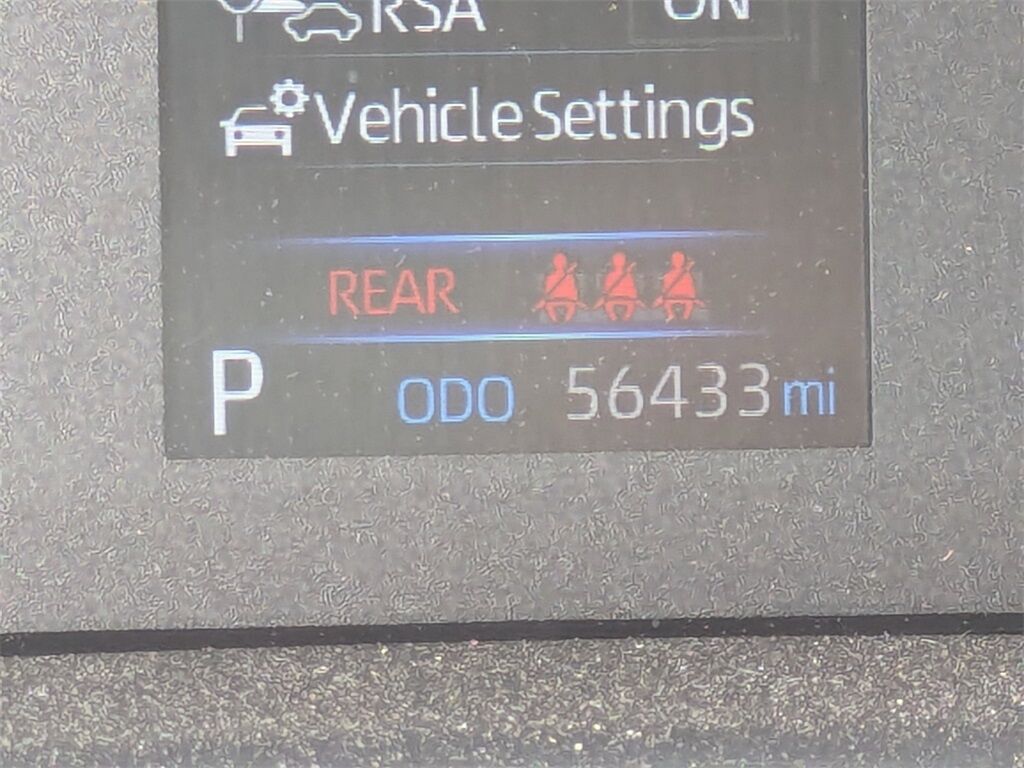 RSA ON
Vehicle Settings
REAR
P ODO 56433 mi